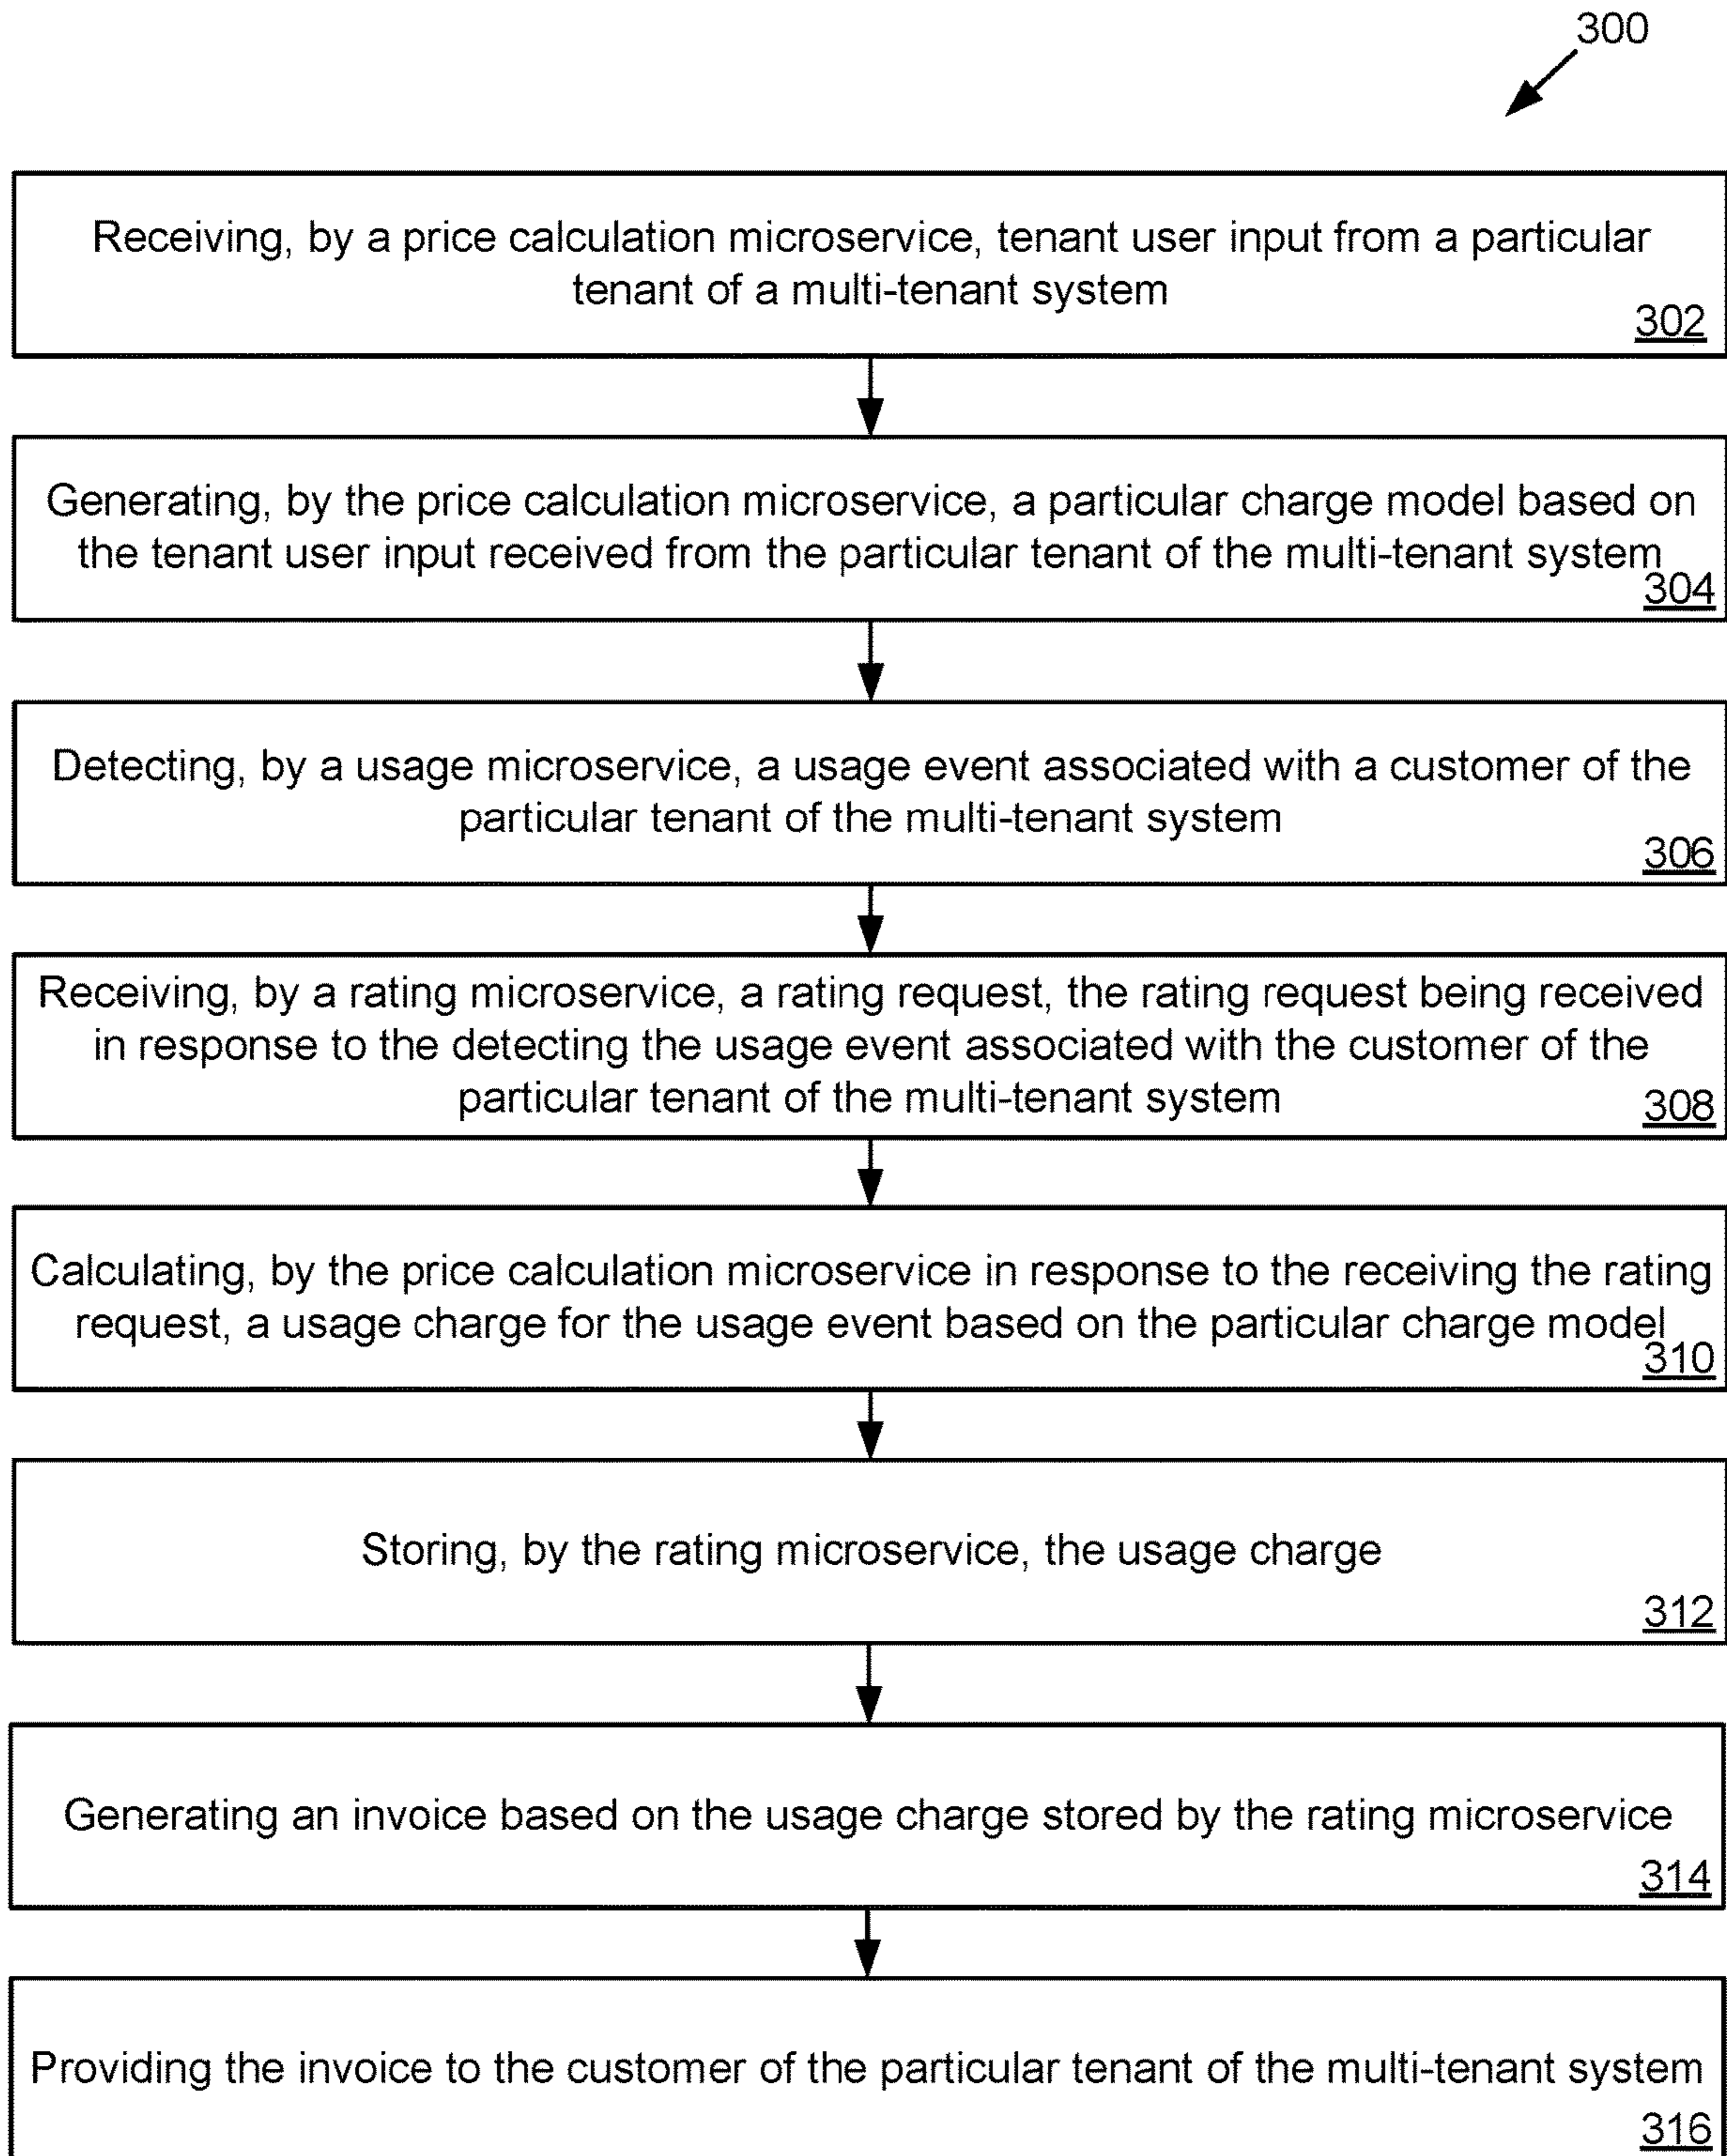 300
Receiving, by a price calculation microservice, tenant user input from a particular
tenant of a multi-tenant system
302
Generating, by the price calculation microservice, a particular charge model based on
the tenant user input received from the particular tenant of the multi-tenant system
304
Detecting, by a usage microservice, a usage event associated with a customer of the
particular tenant of the multi-tenant system
306
Receiving, by a rating microservice, a rating request, the rating request being received
in response to the detecting the usage event associated with the customer of the
particular tenant of the multi-tenant system
308
Calculating, by the price calculation microservice in response to the receiving the rating
request, a usage charge for the usage event based on the particular charge model
310
Storing, by the rating microservice, the usage charge
312
Generating an invoice based on the usage charge stored by the rating microservice
314
Providing the invoice to the customer of the particular tenant of the multi-tenant system
316